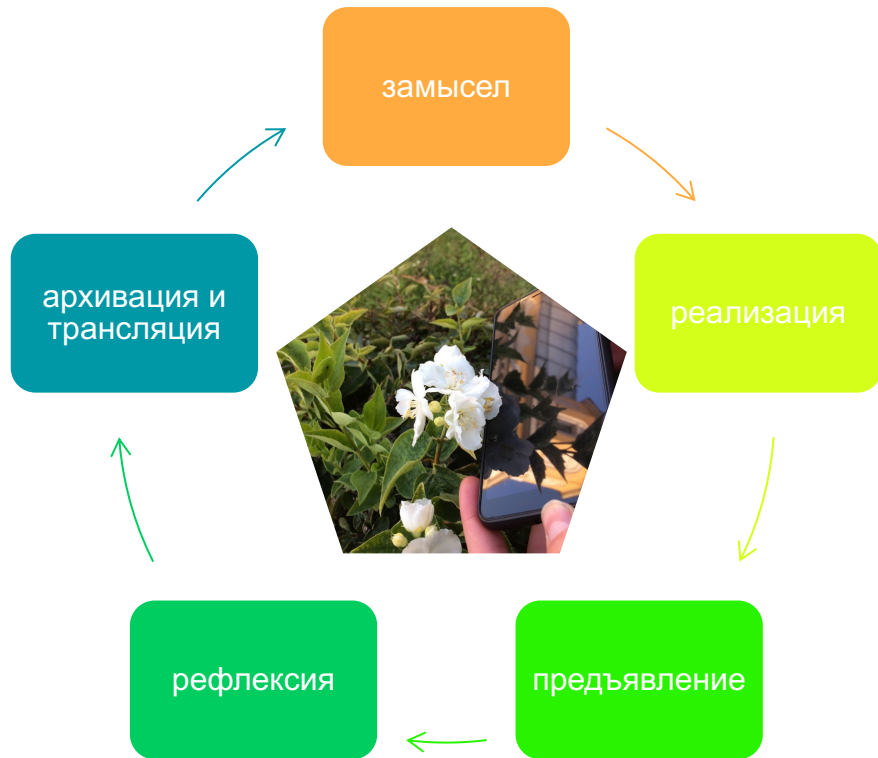 замысел
реализация
предъявление
рефлексия
архивация и
трансляция